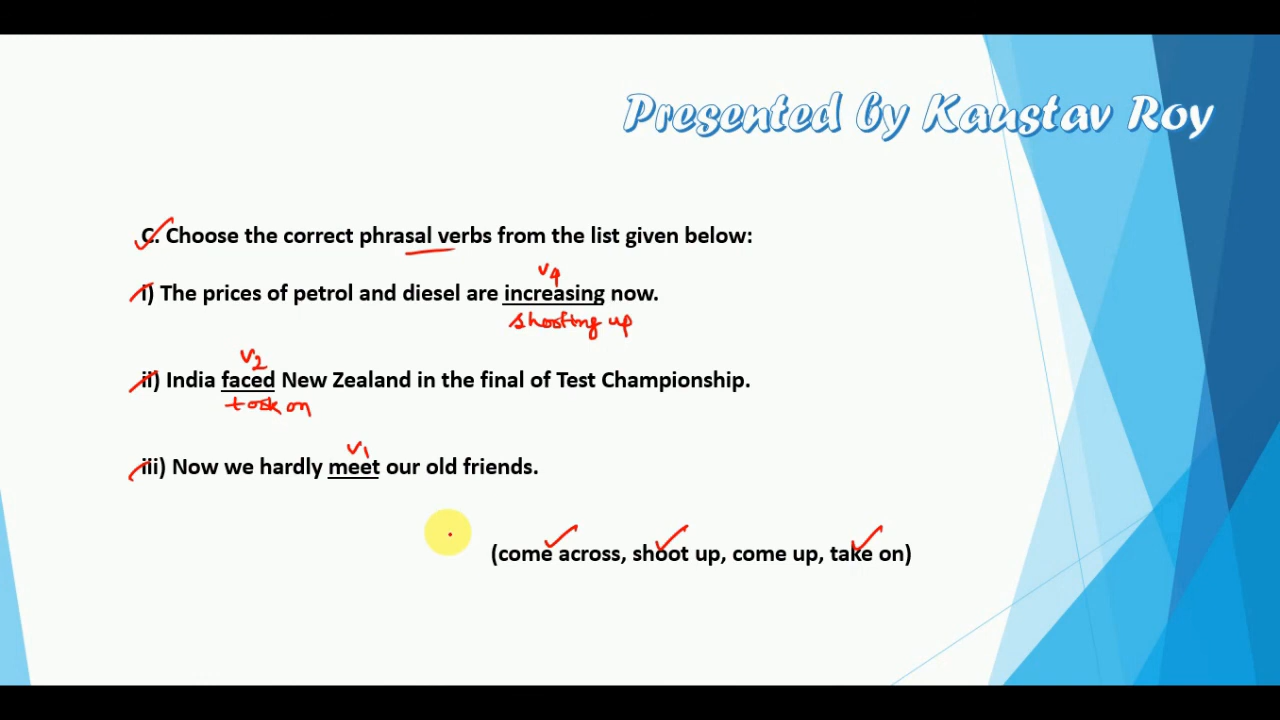 Presented by Kaustav Roy
C. Choose the correct phrasal verbs from the list given below:
V4
i) The prices of petrol and diesel are increasing now.
shooting up
V2
ii) India faced New Zealand in the final of Test Championship.
took on
V1
iii) Now we hardly meet our old friends.
(come across, shoot up, come up, take on)